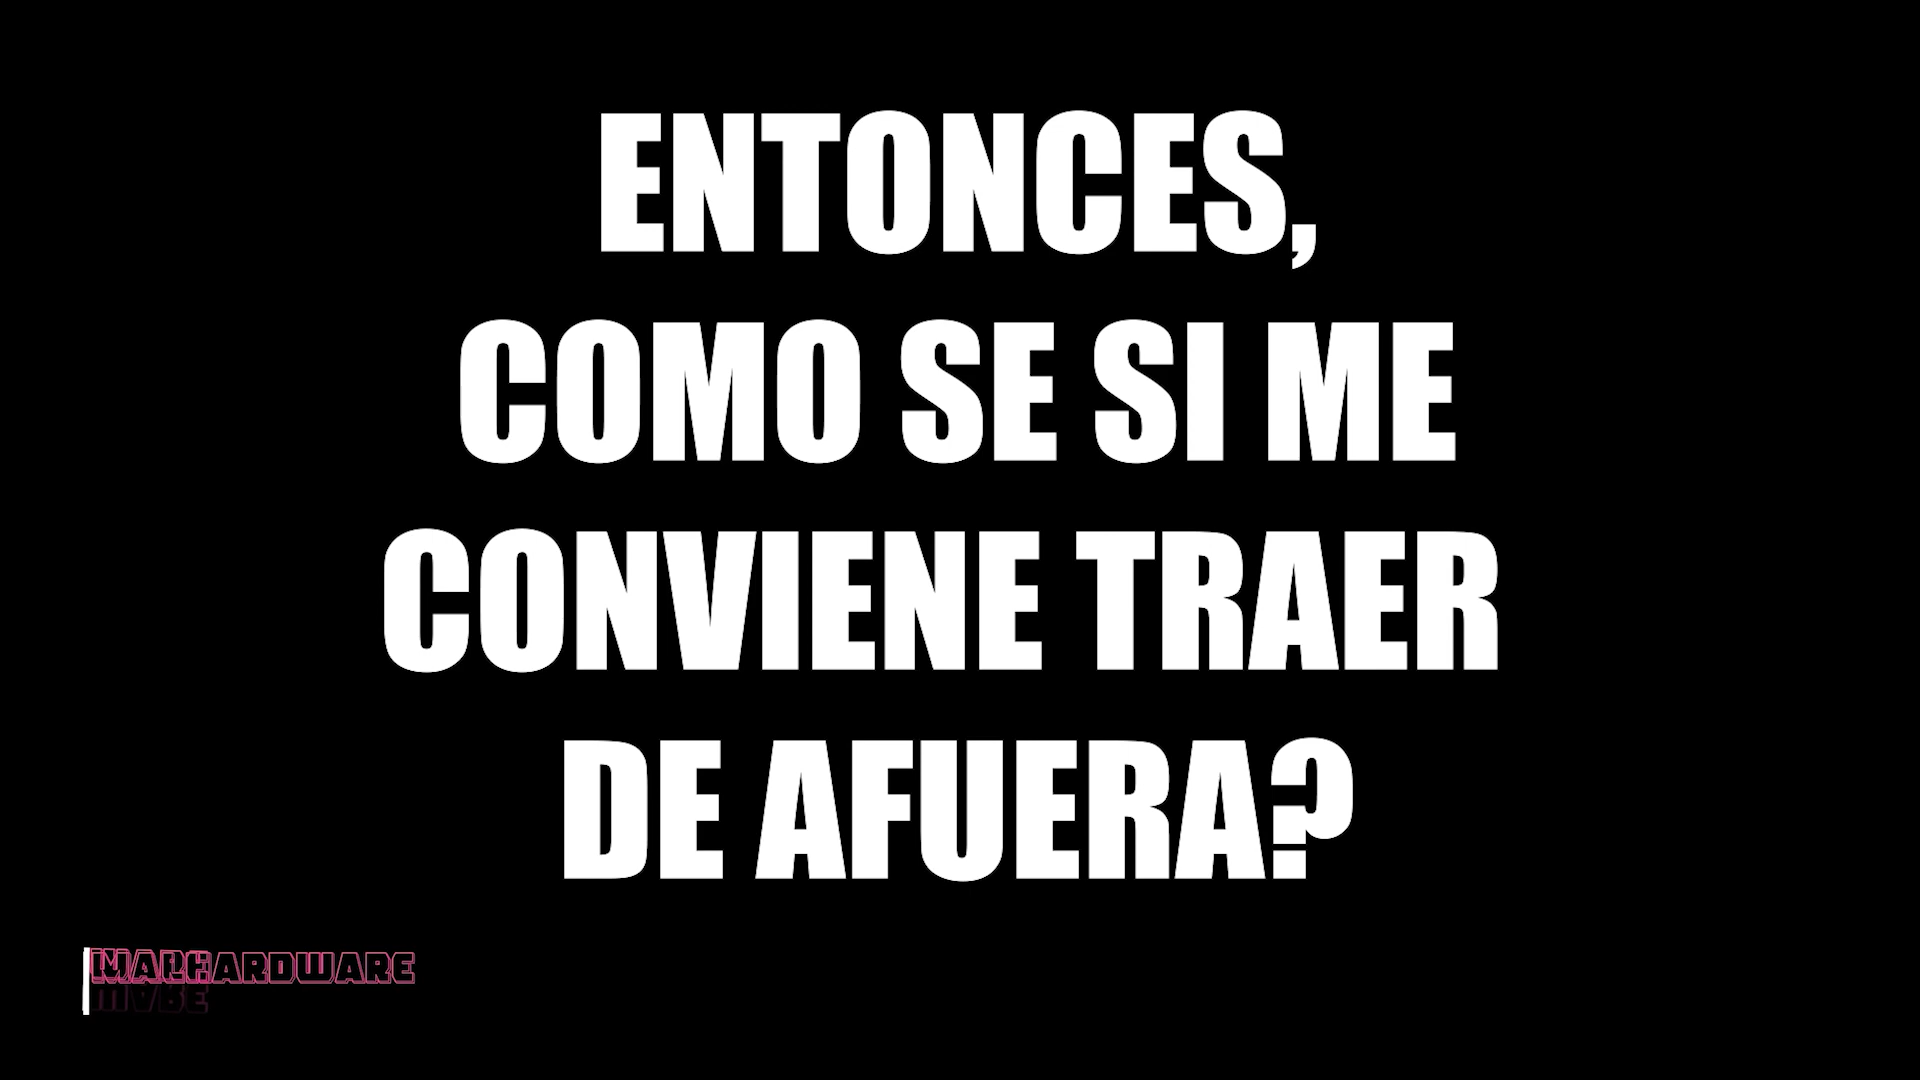 ENTONCES,
COMO SE SI ME
CONVIENE TRAER
DE AFUERA?